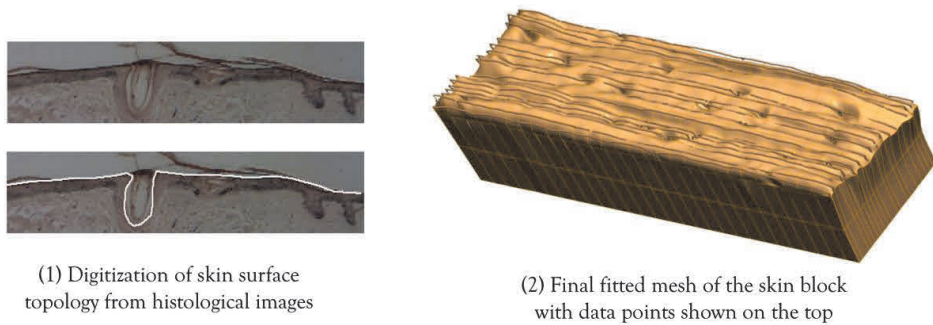 (1) Digitization of skin surface
topology from histological images
(2) Final fitted mesh of the skin block
with data points shown on the top